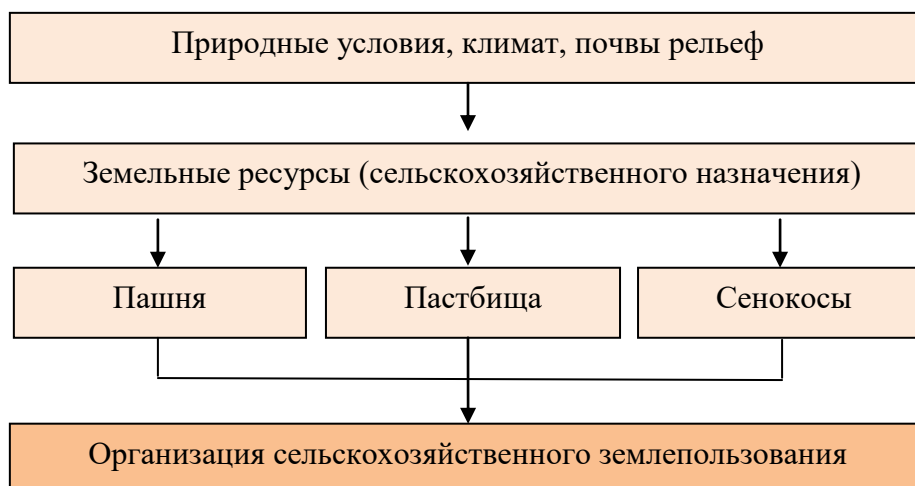 Природные условия, климат, почвы рельеф
Земельные ресурсы (сельскохозяйственного назначения)
Пашня
Пастбища
Сенокосы
Организация сельскохозяйственного землепользования